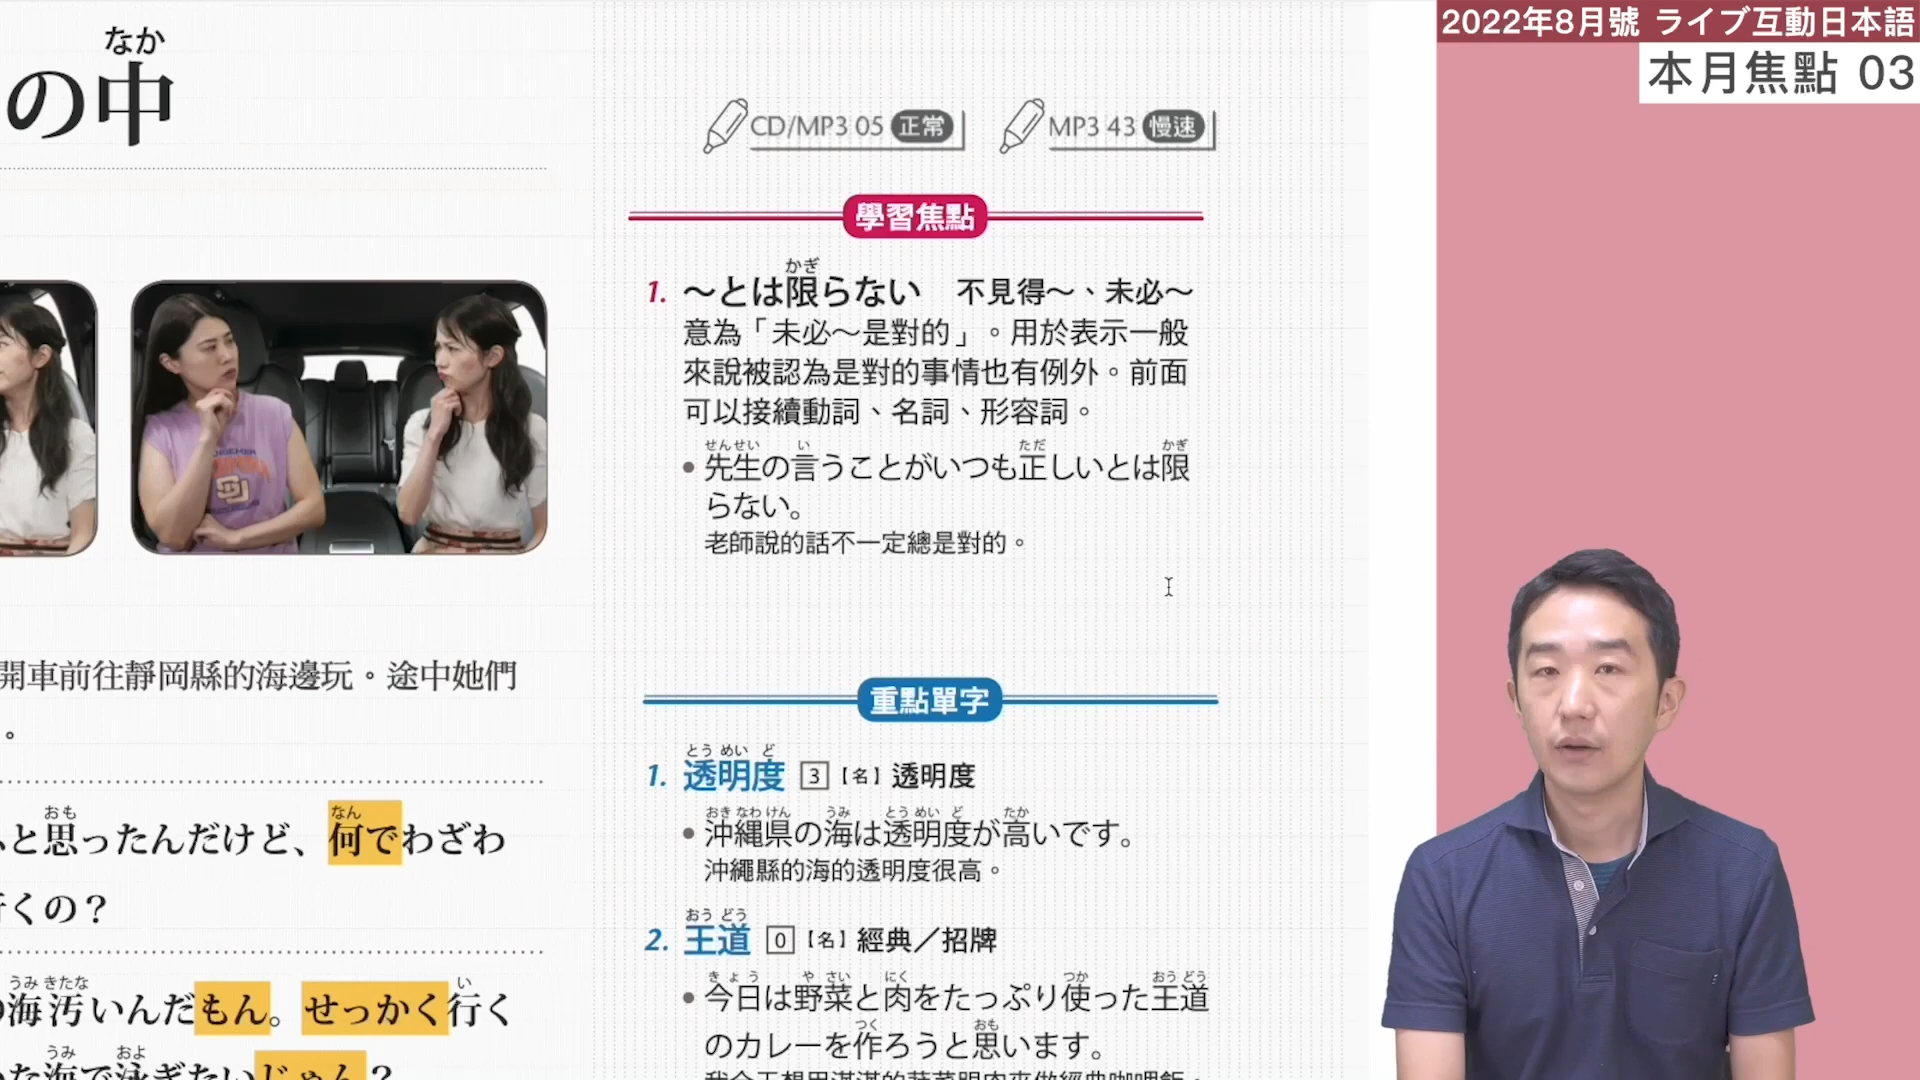 2022年8月號 ライブ互動日本語
本月焦點 03
なか
の中
CD/MP3 05 正常
MP3 43 慢速
學習焦點
かぎ
1. ～とは限らない 不見得～、未必～
意為「未必～是對的」。用於表示一般
來說被認為是對的事情也有例外。前面
可以接續動詞、名詞、形容詞。
せんせい い ただ かぎ
●先生の言うことがいつも正しいとは限
らない。
老師說的話不一定總是對的。
開車前往靜岡縣的海邊玩。途中她們
。
おも なん
と思ったんだけど、何でわざわ
くの？
うみ きたな い
海汚いんだもん。せっかく行く
うみ およ
た海で泳ぎたいじゃん？
重點單字
とう めい ど
1. 透明度 3【名】透明度
おき なわ けん うみ とう めい ど たか
●沖縄県の海は透明度が高いです。
沖繩縣的海的透明度很高。
おう どう
2. 王道 0【名】經典／招牌
きょう や さい にく つか おう どう
●今日は野菜と肉をたっぷり使った王道
つく おも
のカレーを作ろうと思います。